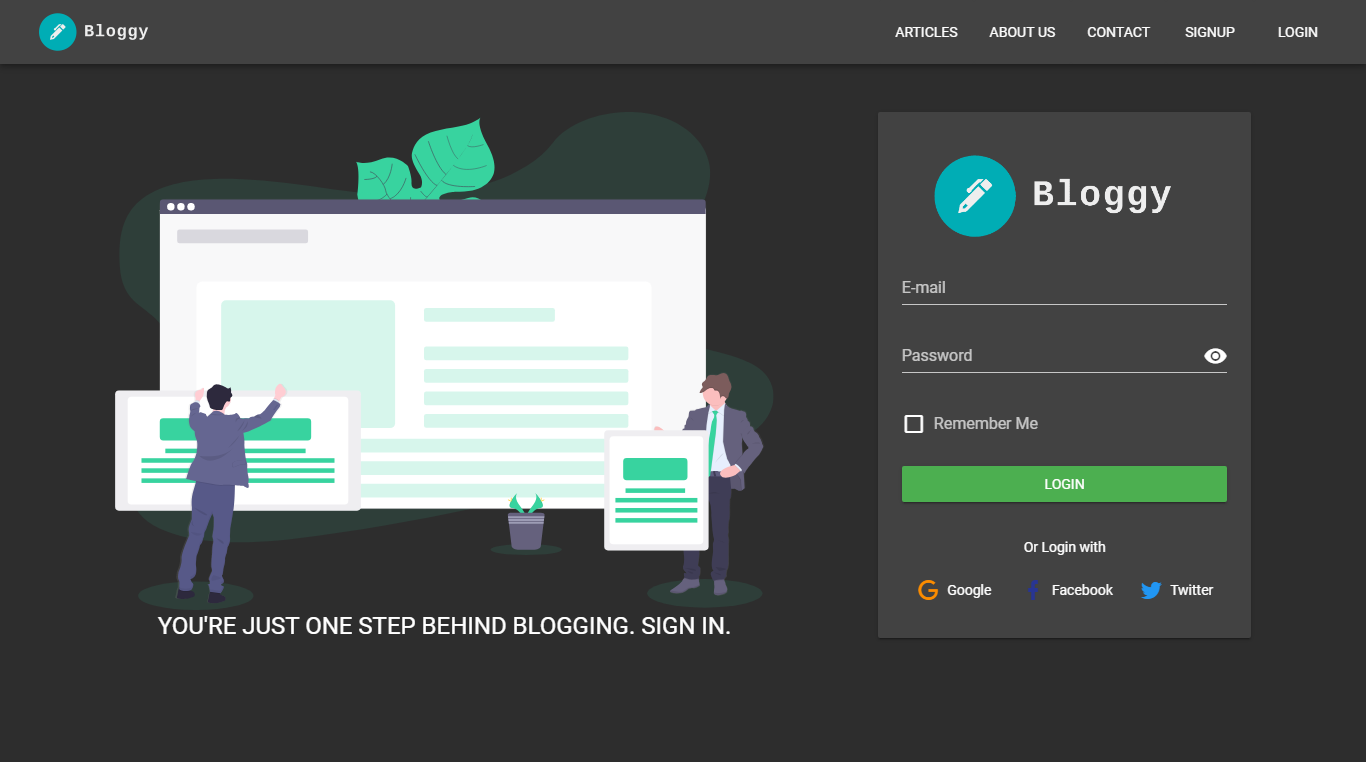 Bloggy
ARTICLES ABOUT US CONTACT SIGNUP LOGIN
Bloggy
E-mail
Password
Remember Me
LOGIN
Or Login with
Google Facebook Twitter
YOU'RE JUST ONE STEP BEHIND BLOGGING. SIGN IN.